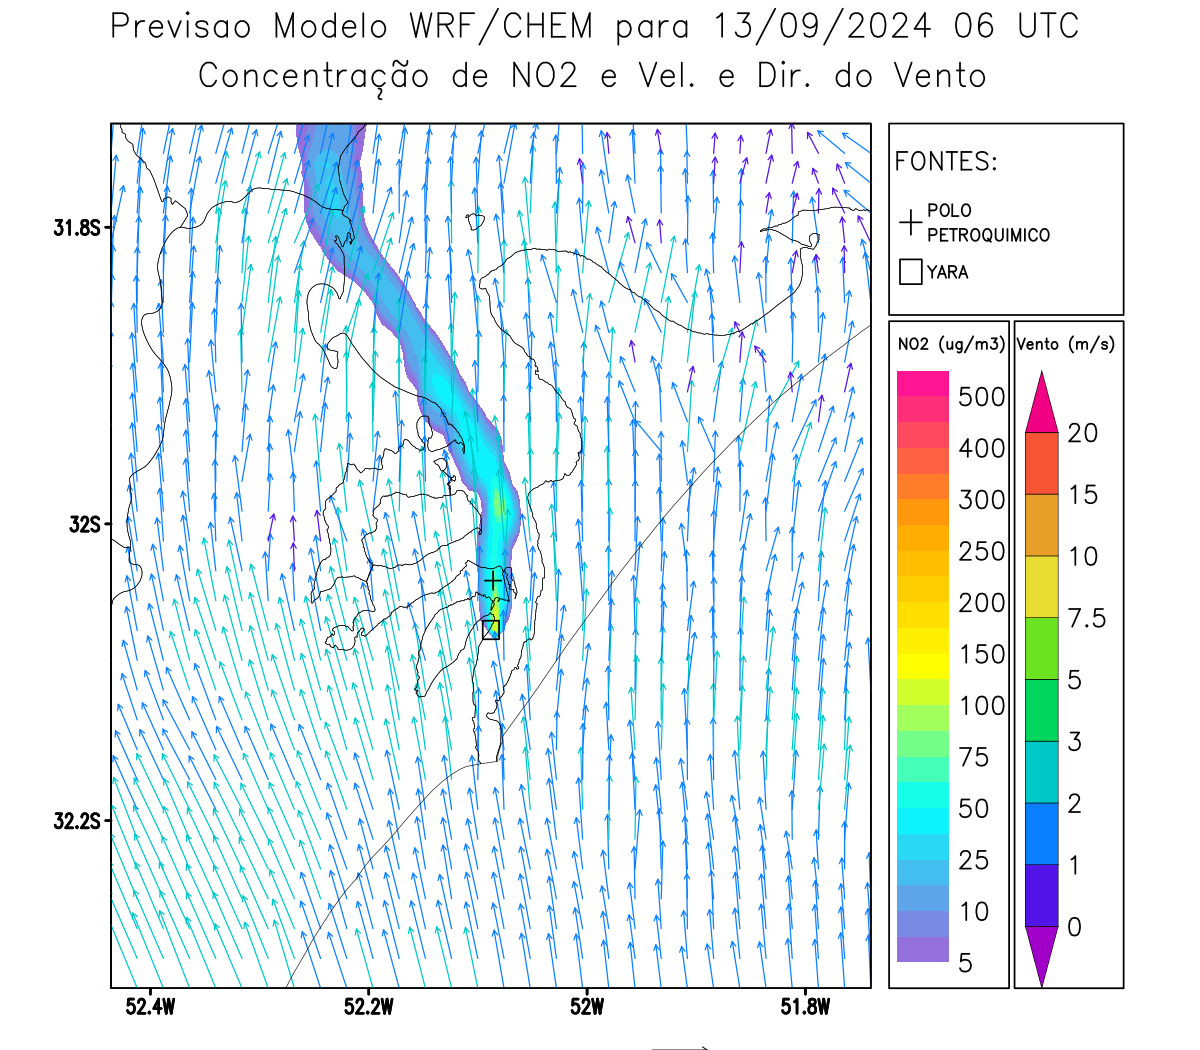 Previsao Modelo WRF/CHEM para 13/09/2024 06 UTC
Concentração de NO2 e Vel. e Dir. do Vento
FONTES:
POLO
PETROQUIMICO
YARA
NO2 (ug/m3)
500
400
300
250
200
150
100
75
50
25
10
5
Vento (m/s)
20
15
10
7.5
5
3
2
1
0
31.8S
32S
32.2S
52.4W
52.2W
52W
51.8W